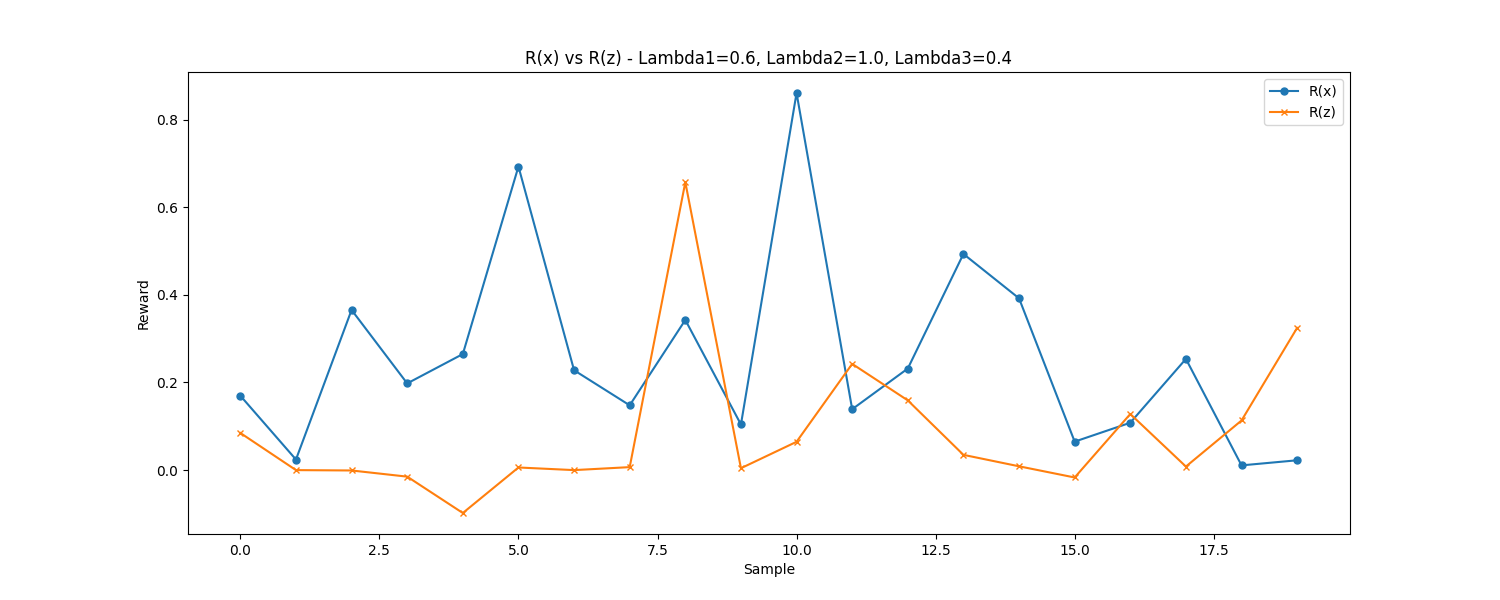 R(x) vs R(z) - Lambda1=0.6, Lambda2=1.0, Lambda3=0.4
R(x)
R(z)
Reward
0.8
0.6
0.4
0.2
0.0
0.0 2.5 5.0 7.5 10.0 12.5 15.0 17.5
Sample